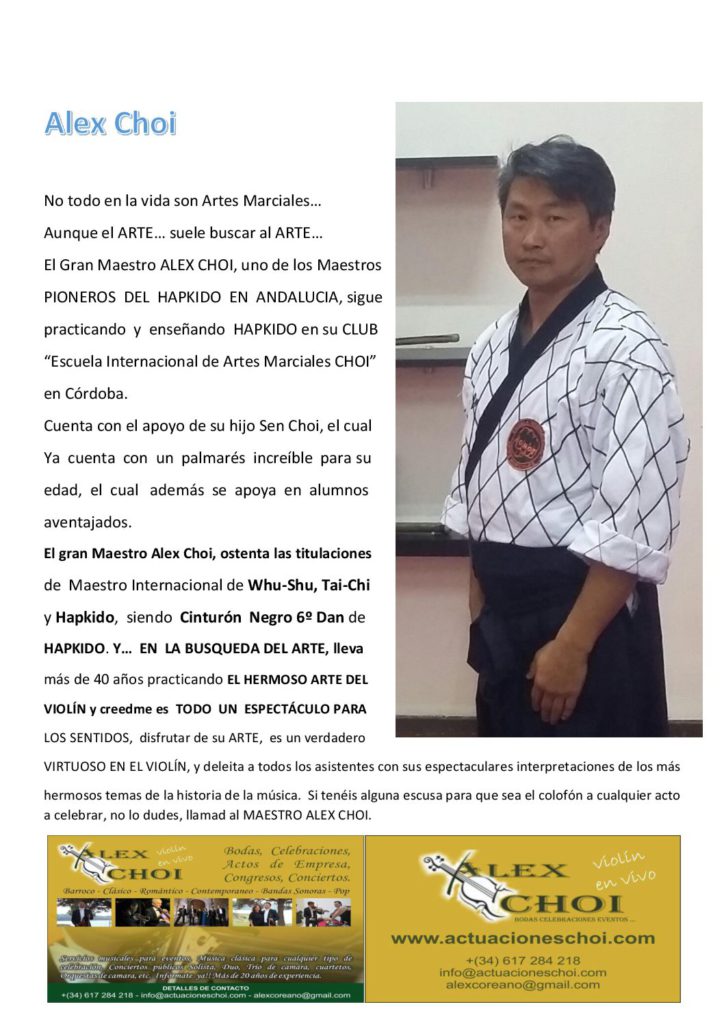 Alex Choi
No todo en la vida son Artes Marciales…
Aunque el ARTE… suele buscar al ARTE…
El Gran Maestro ALEX CHOI, uno de los Maestros
PIONEROS DEL HAPKIDO EN ANDALUCIA, sigue
practicando y enseñando HAPKIDO en su CLUB
“Escuela Internacional de Artes Marciales CHOI”
en Córdoba.
Cuenta con el apoyo de su hijo Sen Choi, el cual
Ya cuenta con un palmarés increíble para su
edad, el cual además se apoya en alumnos
aventajados.
El gran Maestro Alex Choi, ostenta las titulaciones
de Maestro Internacional de Whu-Shu, Tai-Chi
y Hapkido, siendo Cinturón Negro 6º Dan de
HAPKIDO. Y… EN LA BUSQUEDA DEL ARTE, lleva
más de 40 años practicando EL HERMOSO ARTE DEL
VIOLÍN y creedme es TODO UN ESPECTÁCULO PARA
LOS SENTIDOS, disfrutar de su ARTE, es un verdadero
VIRTUOSO EN EL VIOLÍN, y deleita a todos los asistentes con sus espectaculares interpretaciones de los más
hermosos temas de la historia de la música. Si tenéis alguna escusa para que sea el colofón a cualquier acto
a celebrar, no lo dudes, llamad al MAESTRO ALEX CHOI.
ALEX CHOI
violín en vivo
Bodas, Celebraciones,
Actos de Empresa,
Congresos, Conciertos.
Barroco - Clásico - Romántico - Contemporaneo - Bandas Sonoras - Pop
Servicios musicales para eventos, Musica clásica para cualquier tipo de
celebración, Conciertos publicos Solista, Duo, Trio de camara, cuartetos,
Orquestas de camara, etc... Informate ya!! Más de 20 años de experiencia.
DETALLES DE CONTACTO
+(34) 617 284 218 - info@actuacioneschoi.com - alexcoreano@gmail.com
ALEX
CHOI
violín
en vivo
BODAS CELEBRACIONES EVENTOS ...
www.actuacioneschoi.com
+(34) 617 284 218
info@actuacioneschoi.com
alexcoreano@gmail.com